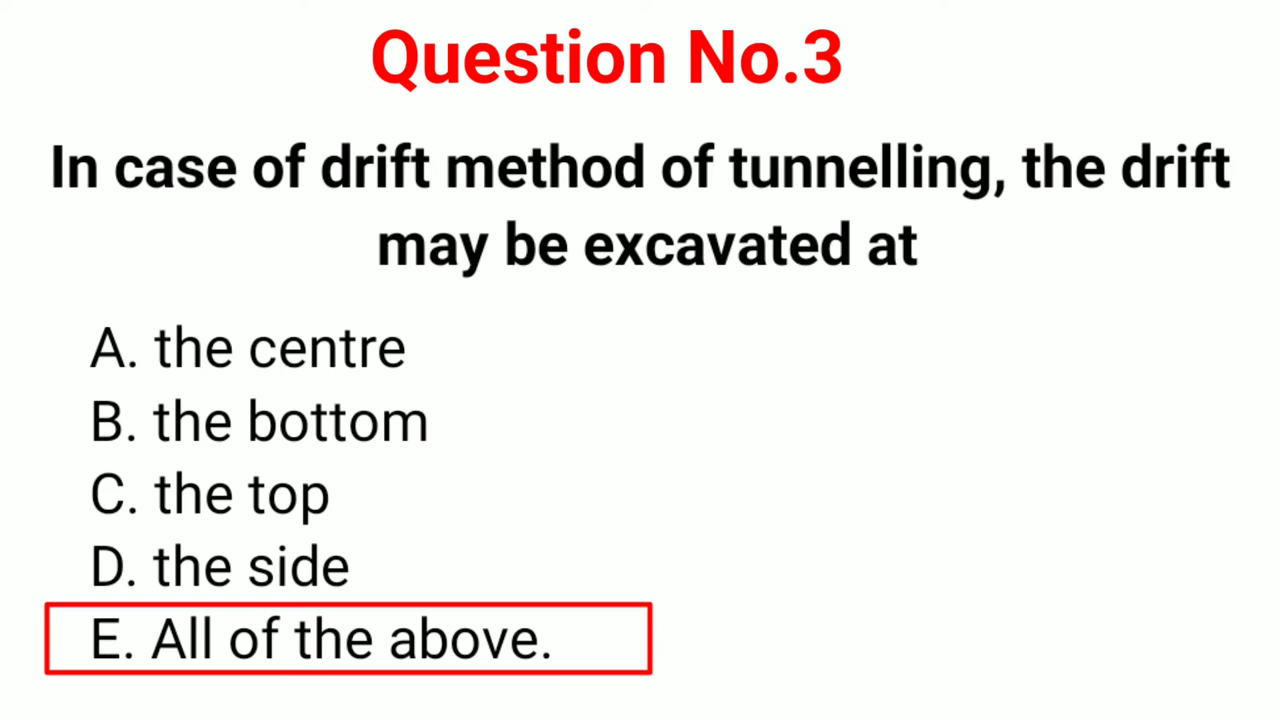 Question No.3
In case of drift method of tunnelling, the drift
may be excavated at
A. the centre
B. the bottom
C. the top
D. the side
E. All of the above.